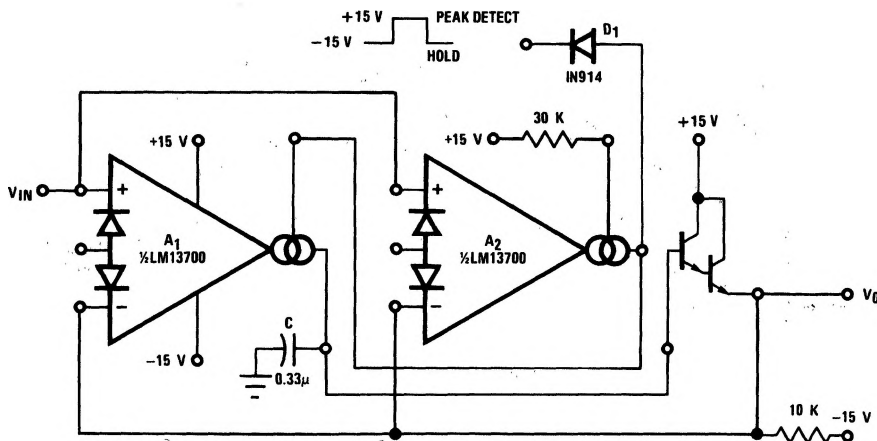 +15 V
PEAK DETECT
-15 V
HOLD
D1
IN914
+15 V
+15 V
30 K
+15 V
VIN
+
A1
½LM13700
-
+
A2
½LM13700
-
C
0.33μ
-15 V
10 K
-15 V